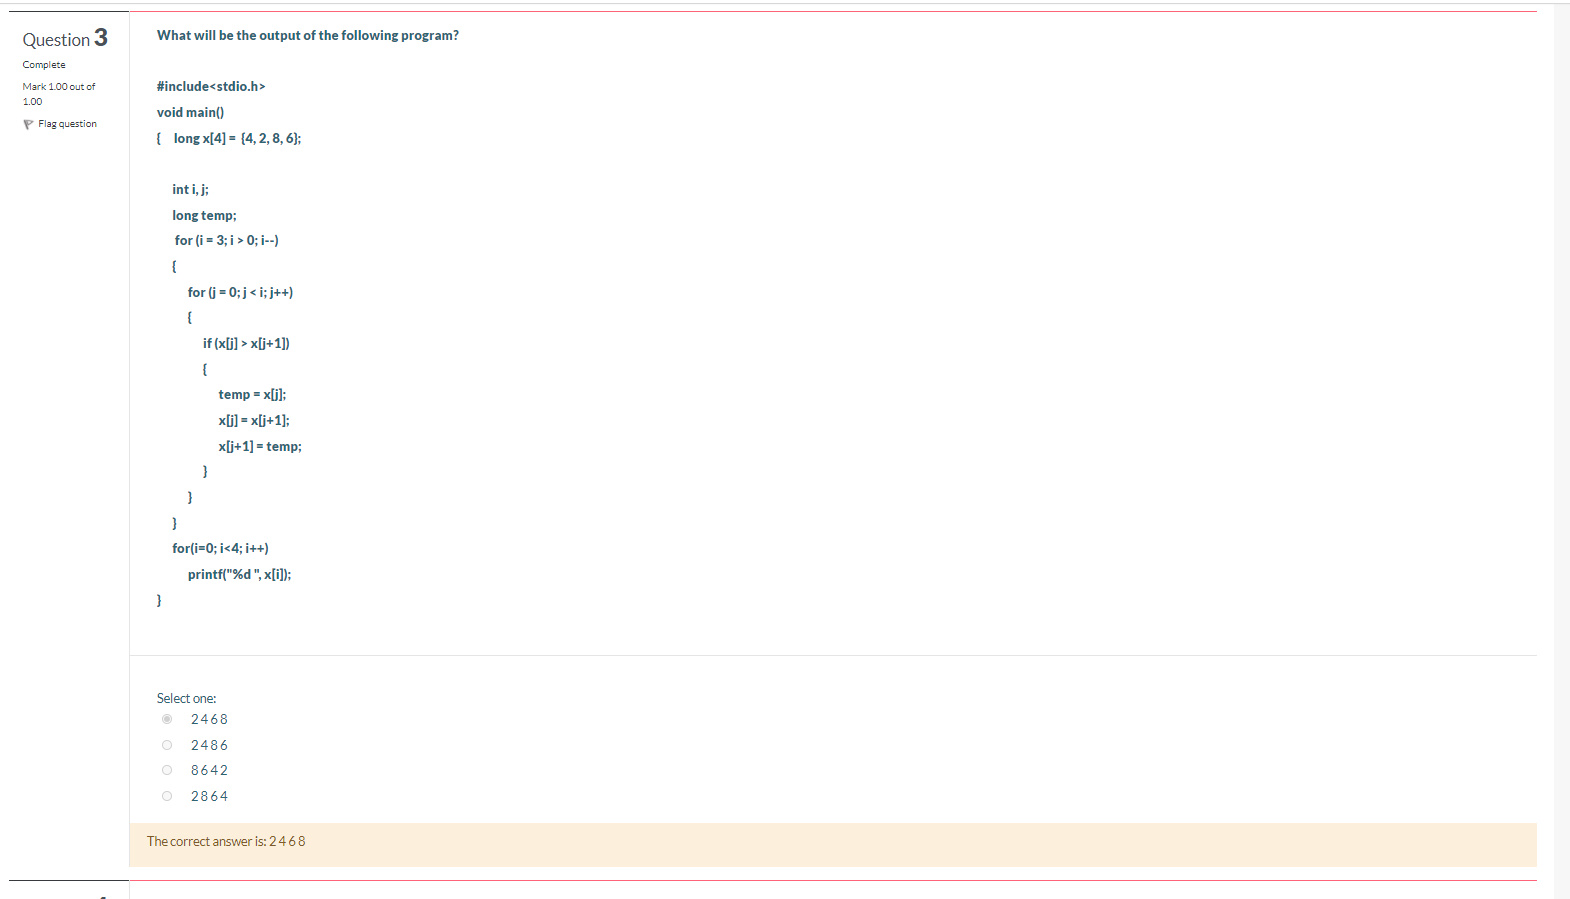 Question 3
Complete
Mark 1.00 out of
1.00
Flag question
What will be the output of the following program?
#include<stdio.h>
void main()
{ long x[4] = {4, 2, 8, 6};
int i, j;
long temp;
for (i = 3; i > 0; i--)
{
for (j = 0; j < i; j++)
{
if (x[j] > x[j+1])
{
temp = x[j];
x[j] = x[j+1];
x[j+1] = temp;
}
}
}
for(i=0; i<4; i++)
printf("%d ", x[i]);
}
Select one:
2 4 6 8
2 4 8 6
8 6 4 2
2 8 6 4
The correct answer is: 2 4 6 8